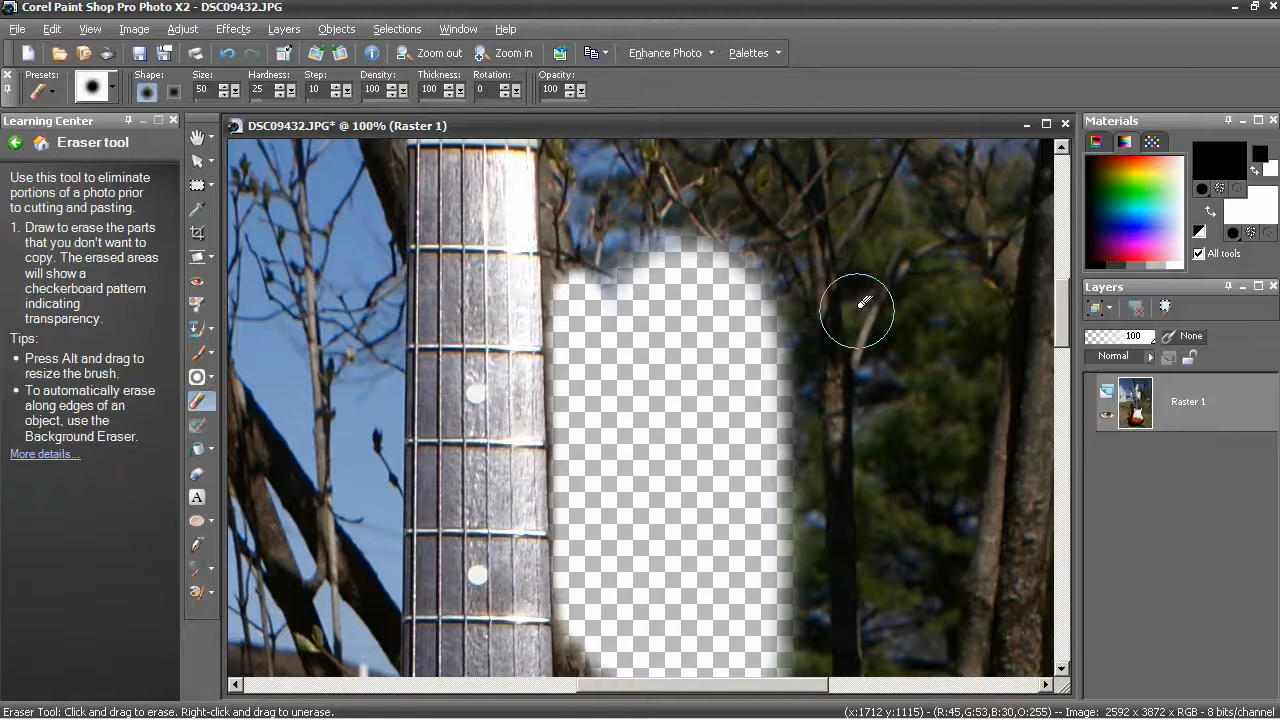 Corel Paint Shop Pro Photo X2 - DSC09432.JPG
File Edit View Image Adjust Effects Layers Objects Selections Window Help
Zoom out Zoom in Enhance Photo Palettes
Presets: Shape: Size: Hardness: Step: Density: Thickness: Rotation: Opacity:
50 25 10 100 100 0 100
Learning Center
Eraser tool
Use this tool to eliminate
portions of a photo prior
to cutting and pasting.
1. Draw to erase the parts
that you don't want to
copy. The erased areas
will show a
checkerboard pattern
indicating
transparency.
Tips:
• Press Alt and drag to
resize the brush.
• To automatically erase
along edges of an
object, use the
Background Eraser.
More details...
A
DSC09432.JPG* @ 100% (Raster 1)
Materials
All tools
Layers
100 None
Normal
Raster 1
Eraser Tool: Click and drag to erase. Right-click and drag to unerase.
(x:1712 y:1115) - (R:45,G:53,B:30,O:255) -- Image: 2592 x 3872 x RGB - 8 bits/channel